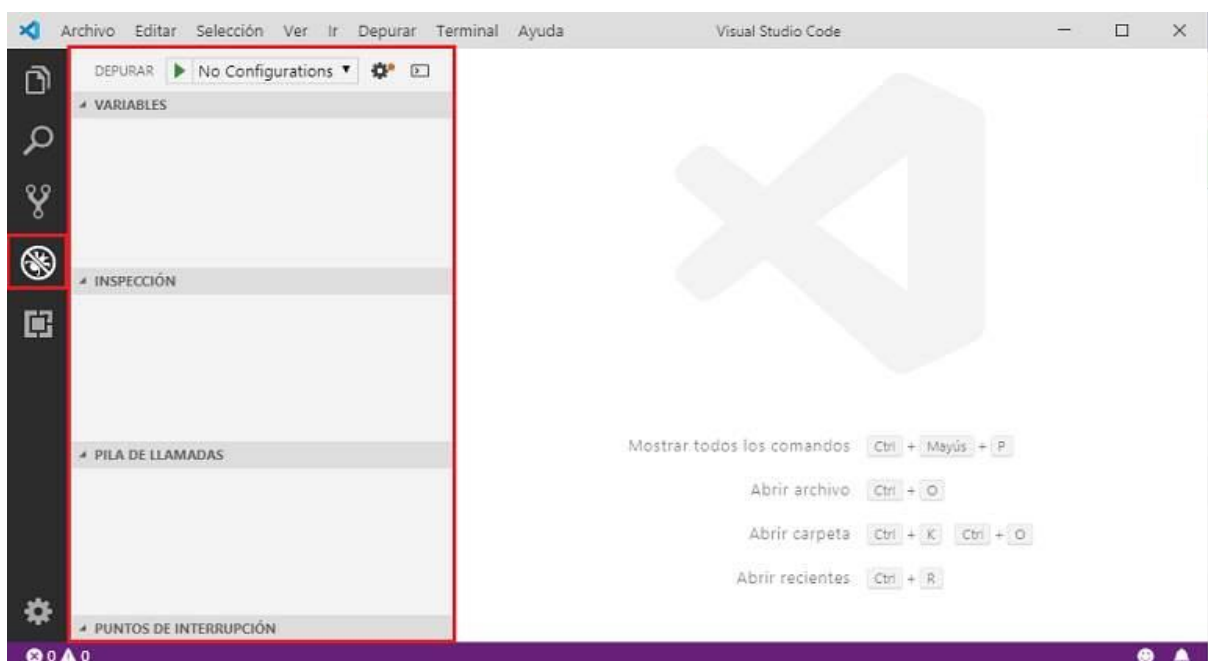 Archivo Editar Selección Ver Ir Depurar Terminal Ayuda Visual Studio Code
DEPURAR No Configurations
VARIABLES
INSPECCIÓN
PILA DE LLAMADAS
PUNTOS DE INTERRUPCIÓN
Mostrar todos los comandos Ctrl + Mayús + P
Abrir archivo Ctrl + O
Abrir carpeta Ctrl + K Ctrl + O
Abrir recientes Ctrl + R
0 0